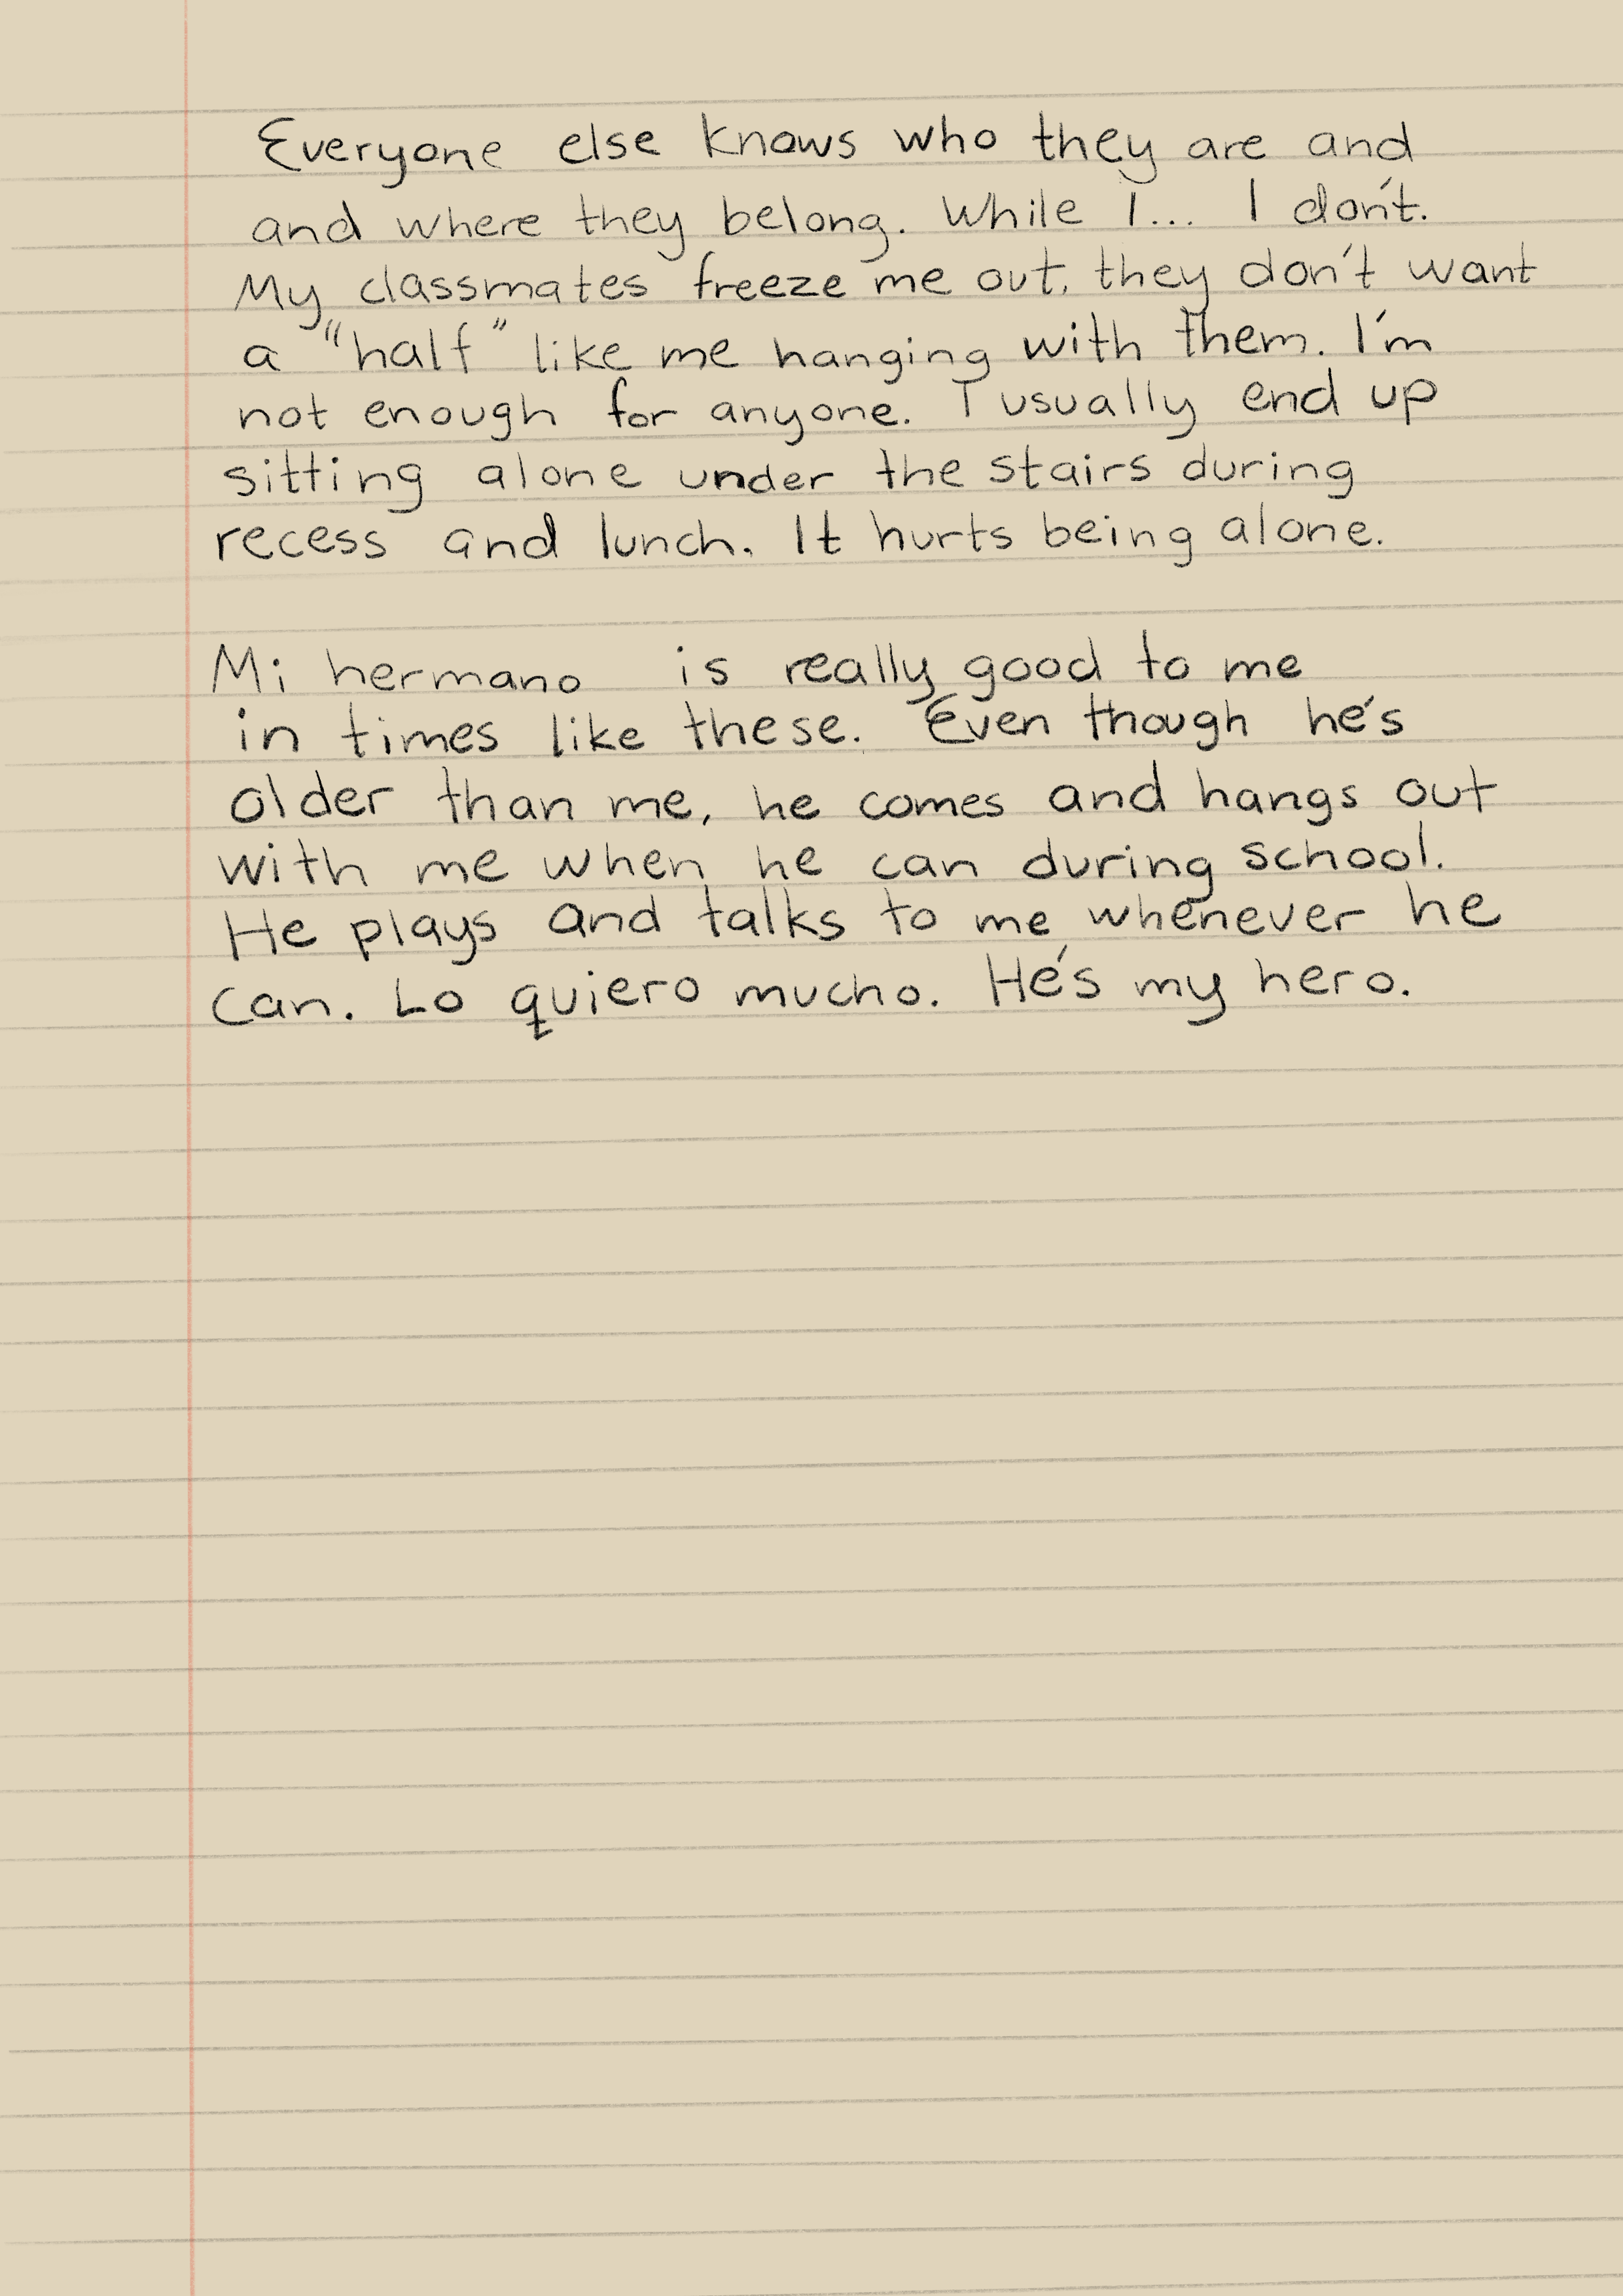 Everyone else knows who they are and
and where they belong. While I... I don't.
My classmates freeze me out, they don't want
a "half" like me hanging with them. I'm
not enough for anyone. I usually end up
sitting alone under the stairs during
recess and lunch. It hurts being alone.
Mi hermano is really good to me
in times like these. Even though he's
older than me, he comes and hangs out
with me when he can during school.
He plays and talks to me whenever he
can. Lo quiero mucho. He's my hero.